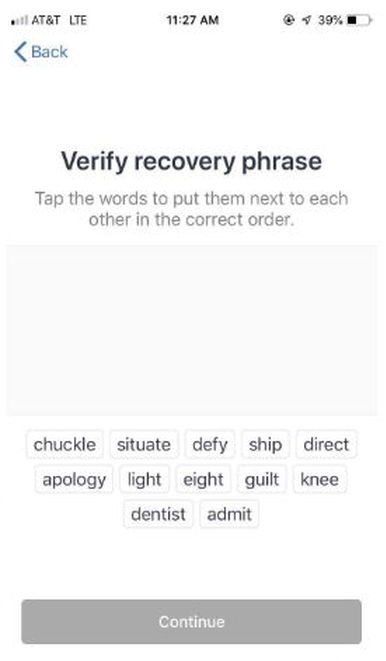 AT&T LTE 11:27 AM 39%
Back
Verify recovery phrase
Tap the words to put them next to each
other in the correct order.
chuckle situate defy ship direct
apology light eight guilt knee
dentist admit
Continue